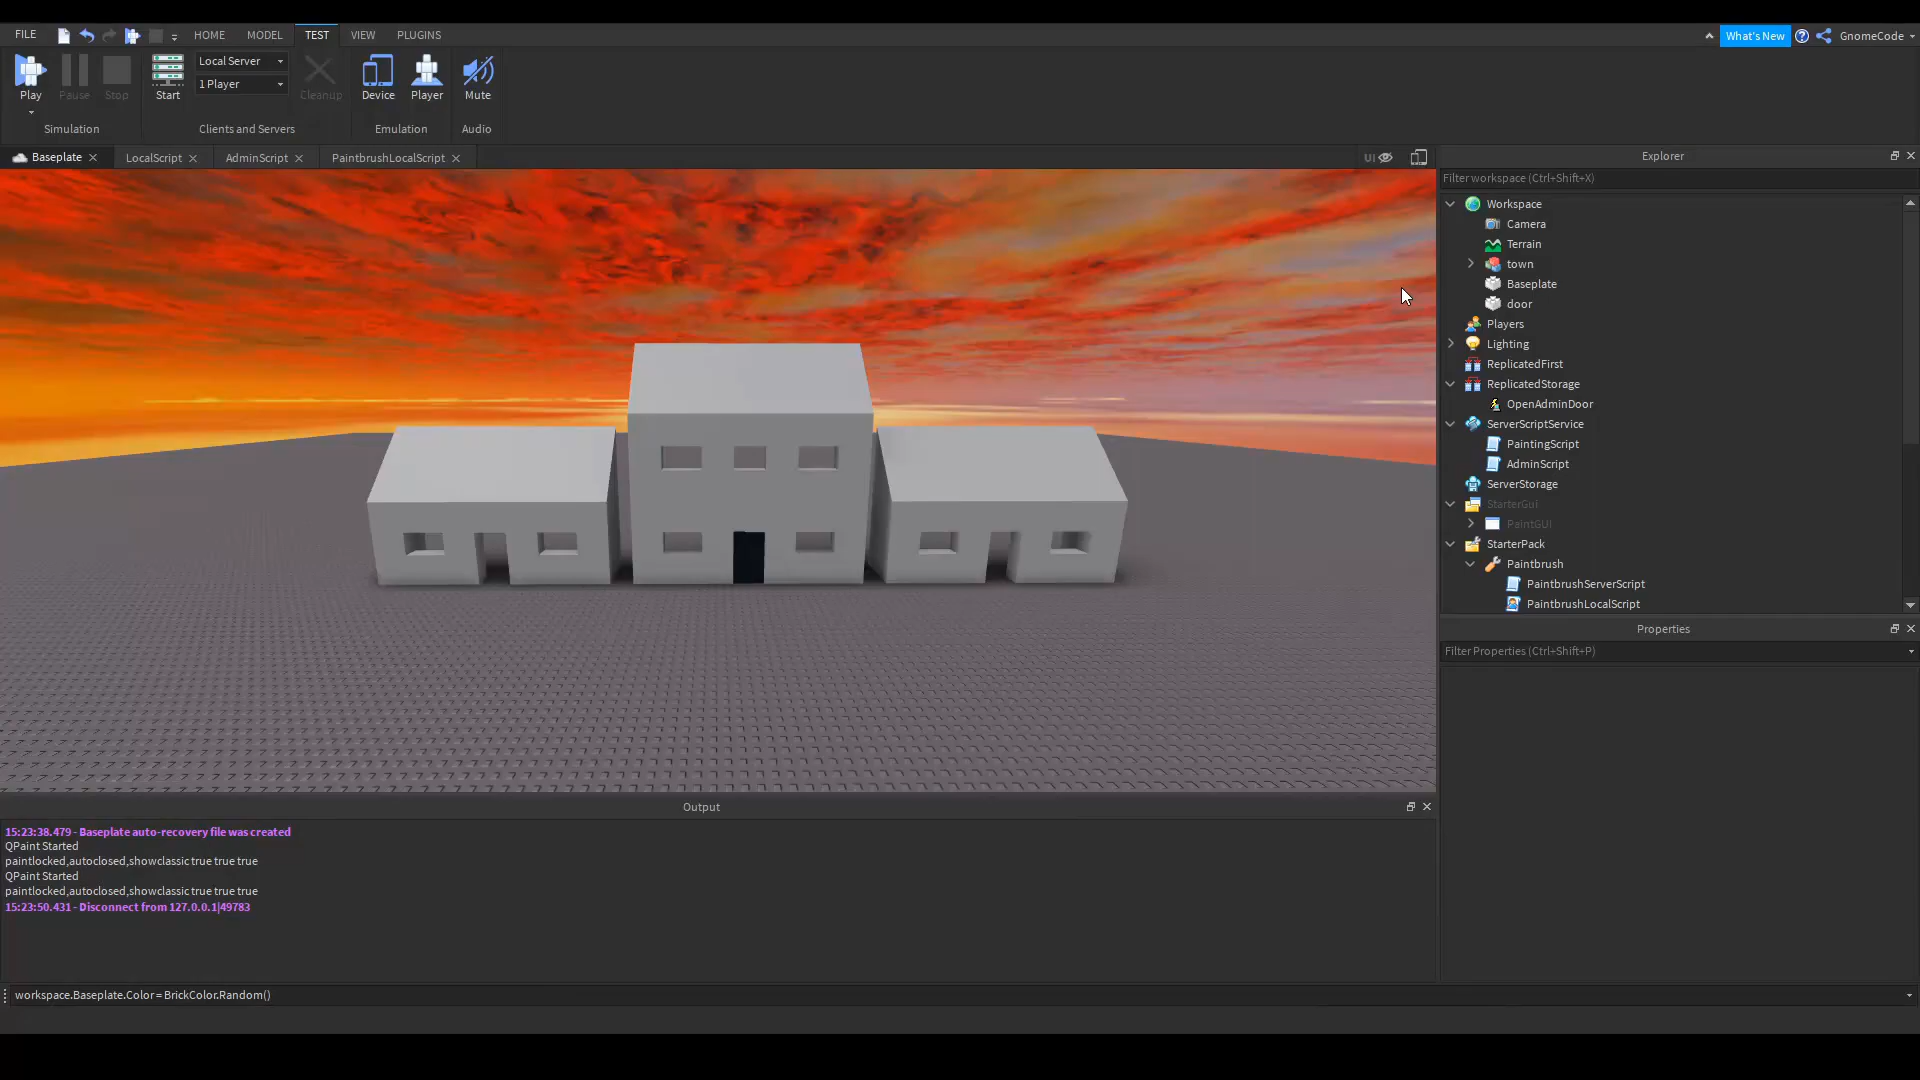 FILE HOME MODEL TEST VIEW PLUGINS What's New GnomeCode
Play Pause Stop Start Local Server 1 Player Cleanup Device Player Mute
Simulation Clients and Servers Emulation Audio
Baseplate LocalScript AdminScript PaintbrushLocalScript UI
Explorer
Filter workspace (Ctrl+Shift+X)
Workspace
Camera
Terrain
town
Baseplate
door
Players
Lighting
ReplicatedFirst
ReplicatedStorage
OpenAdminDoor
ServerScriptService
PaintingScript
AdminScript
ServerStorage
StarterGui
PaintGUI
StarterPack
Paintbrush
PaintbrushServerScript
PaintbrushLocalScript
Properties
Filter Properties (Ctrl+Shift+P)
Output
15:23:38.479 - Baseplate auto-recovery file was created
QPaint Started
paintlocked,autoclosed,showclassic true true true
QPaint Started
paintlocked,autoclosed,showclassic true true true
15:23:50.431 - Disconnect from 127.0.0.1|49783
workspace.Baseplate.Color = BrickColor.Random()